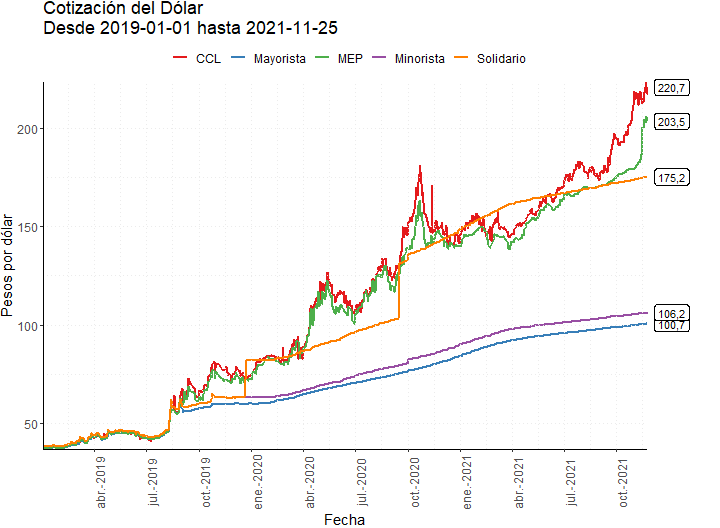 Cotización del Dólar
Desde 2019-01-01 hasta 2021-11-25
CCL Mayorista MEP Minorista Solidario
Pesos por dólar
200
150
100
50
220,7
203,5
175,2
106,2
100,7
abr.-2019
jul.-2019
oct.-2019
ene.-2020
abr.-2020
jul.-2020
oct.-2020
ene.-2021
abr.-2021
jul.-2021
oct.-2021
Fecha